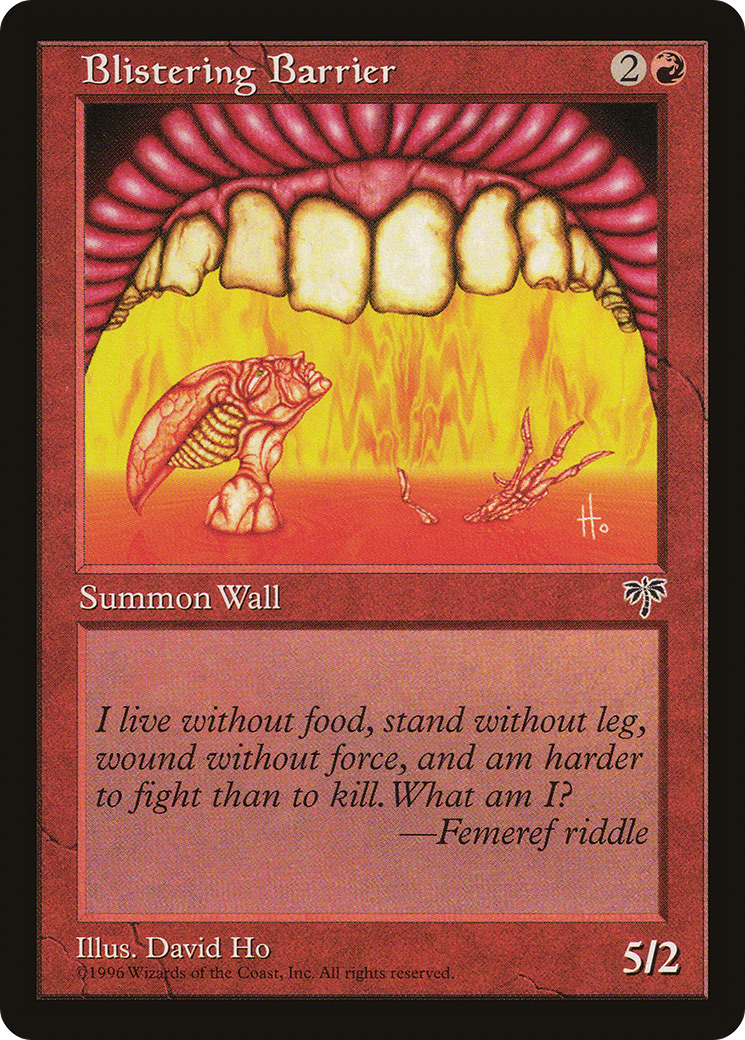 Blistering Barrier 2
Ho
Summon Wall
I live without food, stand without leg,
wound without force, and am harder
to fight than to kill. What am I?
—Femeref riddle
Illus. David Ho
©1996 Wizards of the Coast, Inc. All rights reserved.
5/2